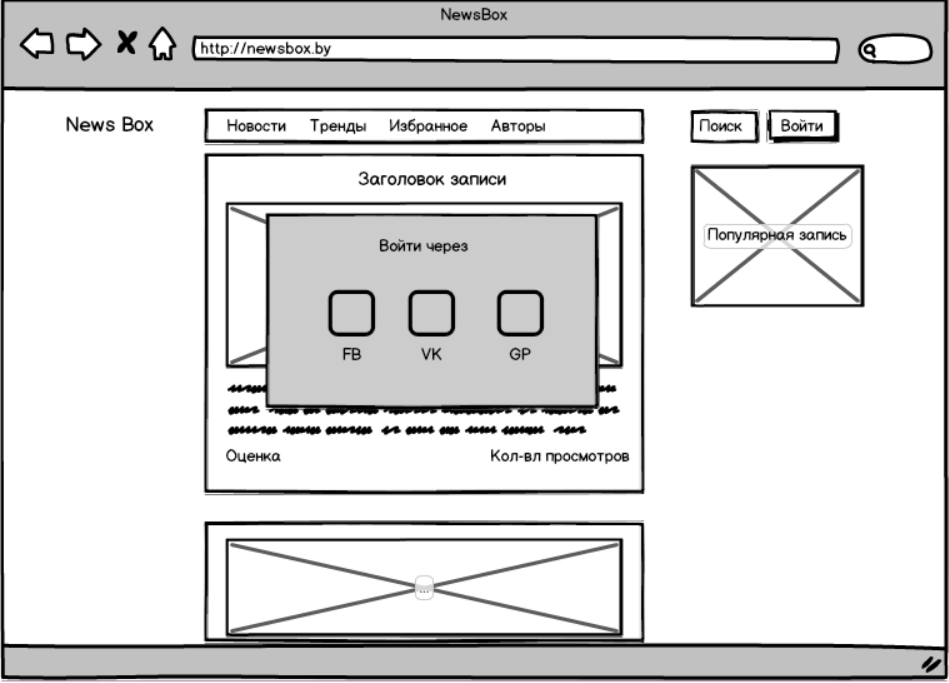 NewsBox
http://newsbox.by
News Box
Новости Тренды Избранное Авторы
Поиск Войти
Заголовок записи
Популярная запись
Войти через
FB VK GP
Оценка Кол-вл просмотров
...